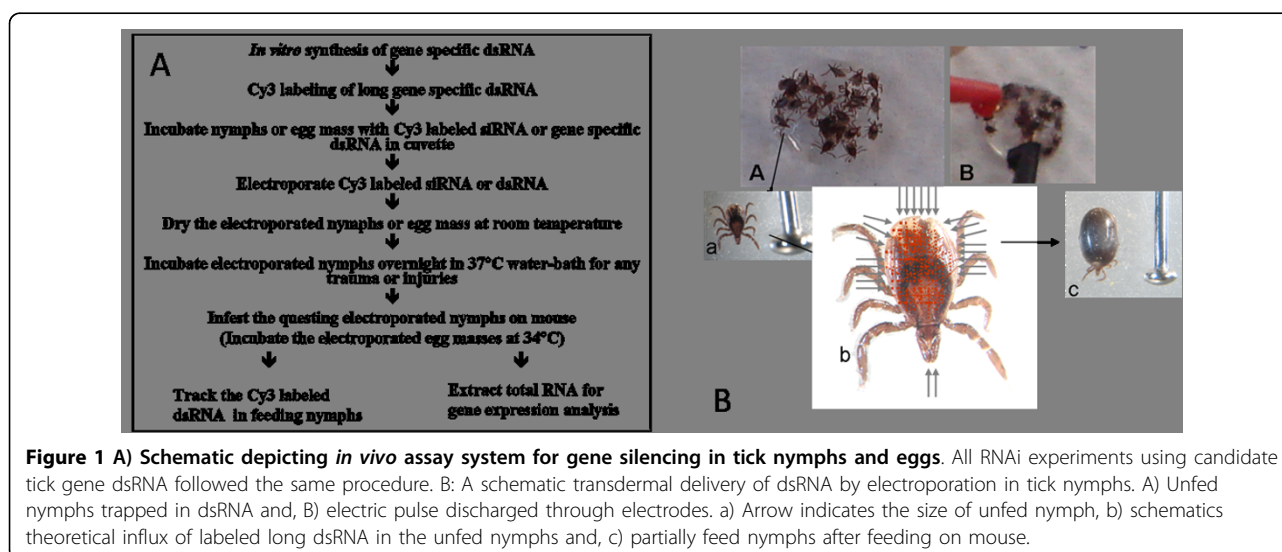 A
In vitro synthesis of gene specific dsRNA
Cy3 labeling of long gene specific dsRNA
Incubate nymphs or egg mass with Cy3 labeled siRNA or gene specific
dsRNA in cuvette
Electroporate Cy3 labeled siRNA or dsRNA
Dry the electroporated nymphs or egg mass at room temperature
Incubate electroporated nymphs overnight in 37°C water-bath for any
trauma or injuries
Infest the questing electroporated nymphs on mouse
(Incubate the electroporated egg masses at 34°C)
Track the Cy3 labeled
dsRNA in feeding nymphs
Extract total RNA for
gene expression analysis
A
B
a
b
c
B
Figure 1 A) Schematic depicting in vivo assay system for gene silencing in tick nymphs and eggs. All RNAi experiments using candidate
tick gene dsRNA followed the same procedure. B: A schematic transdermal delivery of dsRNA by electroporation in tick nymphs. A) Unfed
nymphs trapped in dsRNA and, B) electric pulse discharged through electrodes. a) Arrow indicates the size of unfed nymph, b) schematics
theoretical influx of labeled long dsRNA in the unfed nymphs and, c) partially feed nymphs after feeding on mouse.